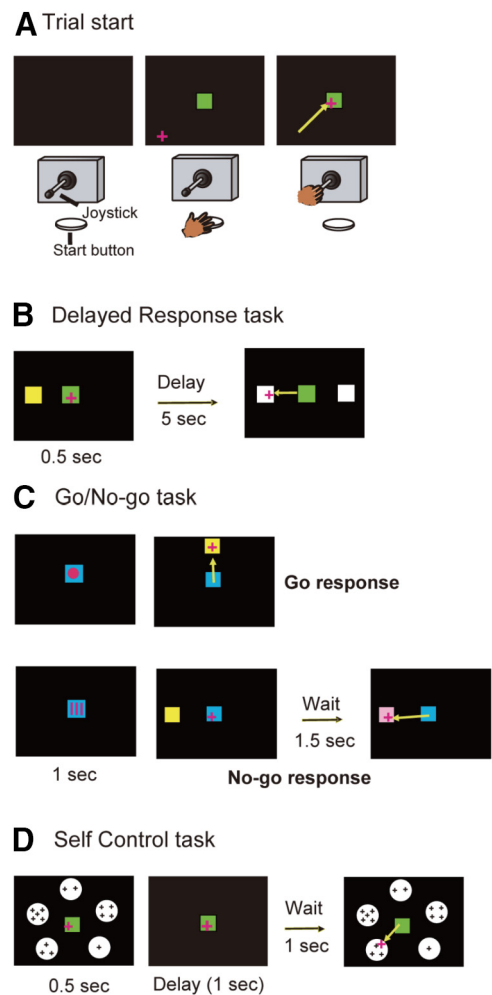 A Trial start
Joystick
Start button
B Delayed Response task
Delay
5 sec
0.5 sec
C Go/No-go task
Go response
Wait
1.5 sec
1 sec
No-go response
D Self Control task
Wait
1 sec
0.5 sec
Delay (1 sec)